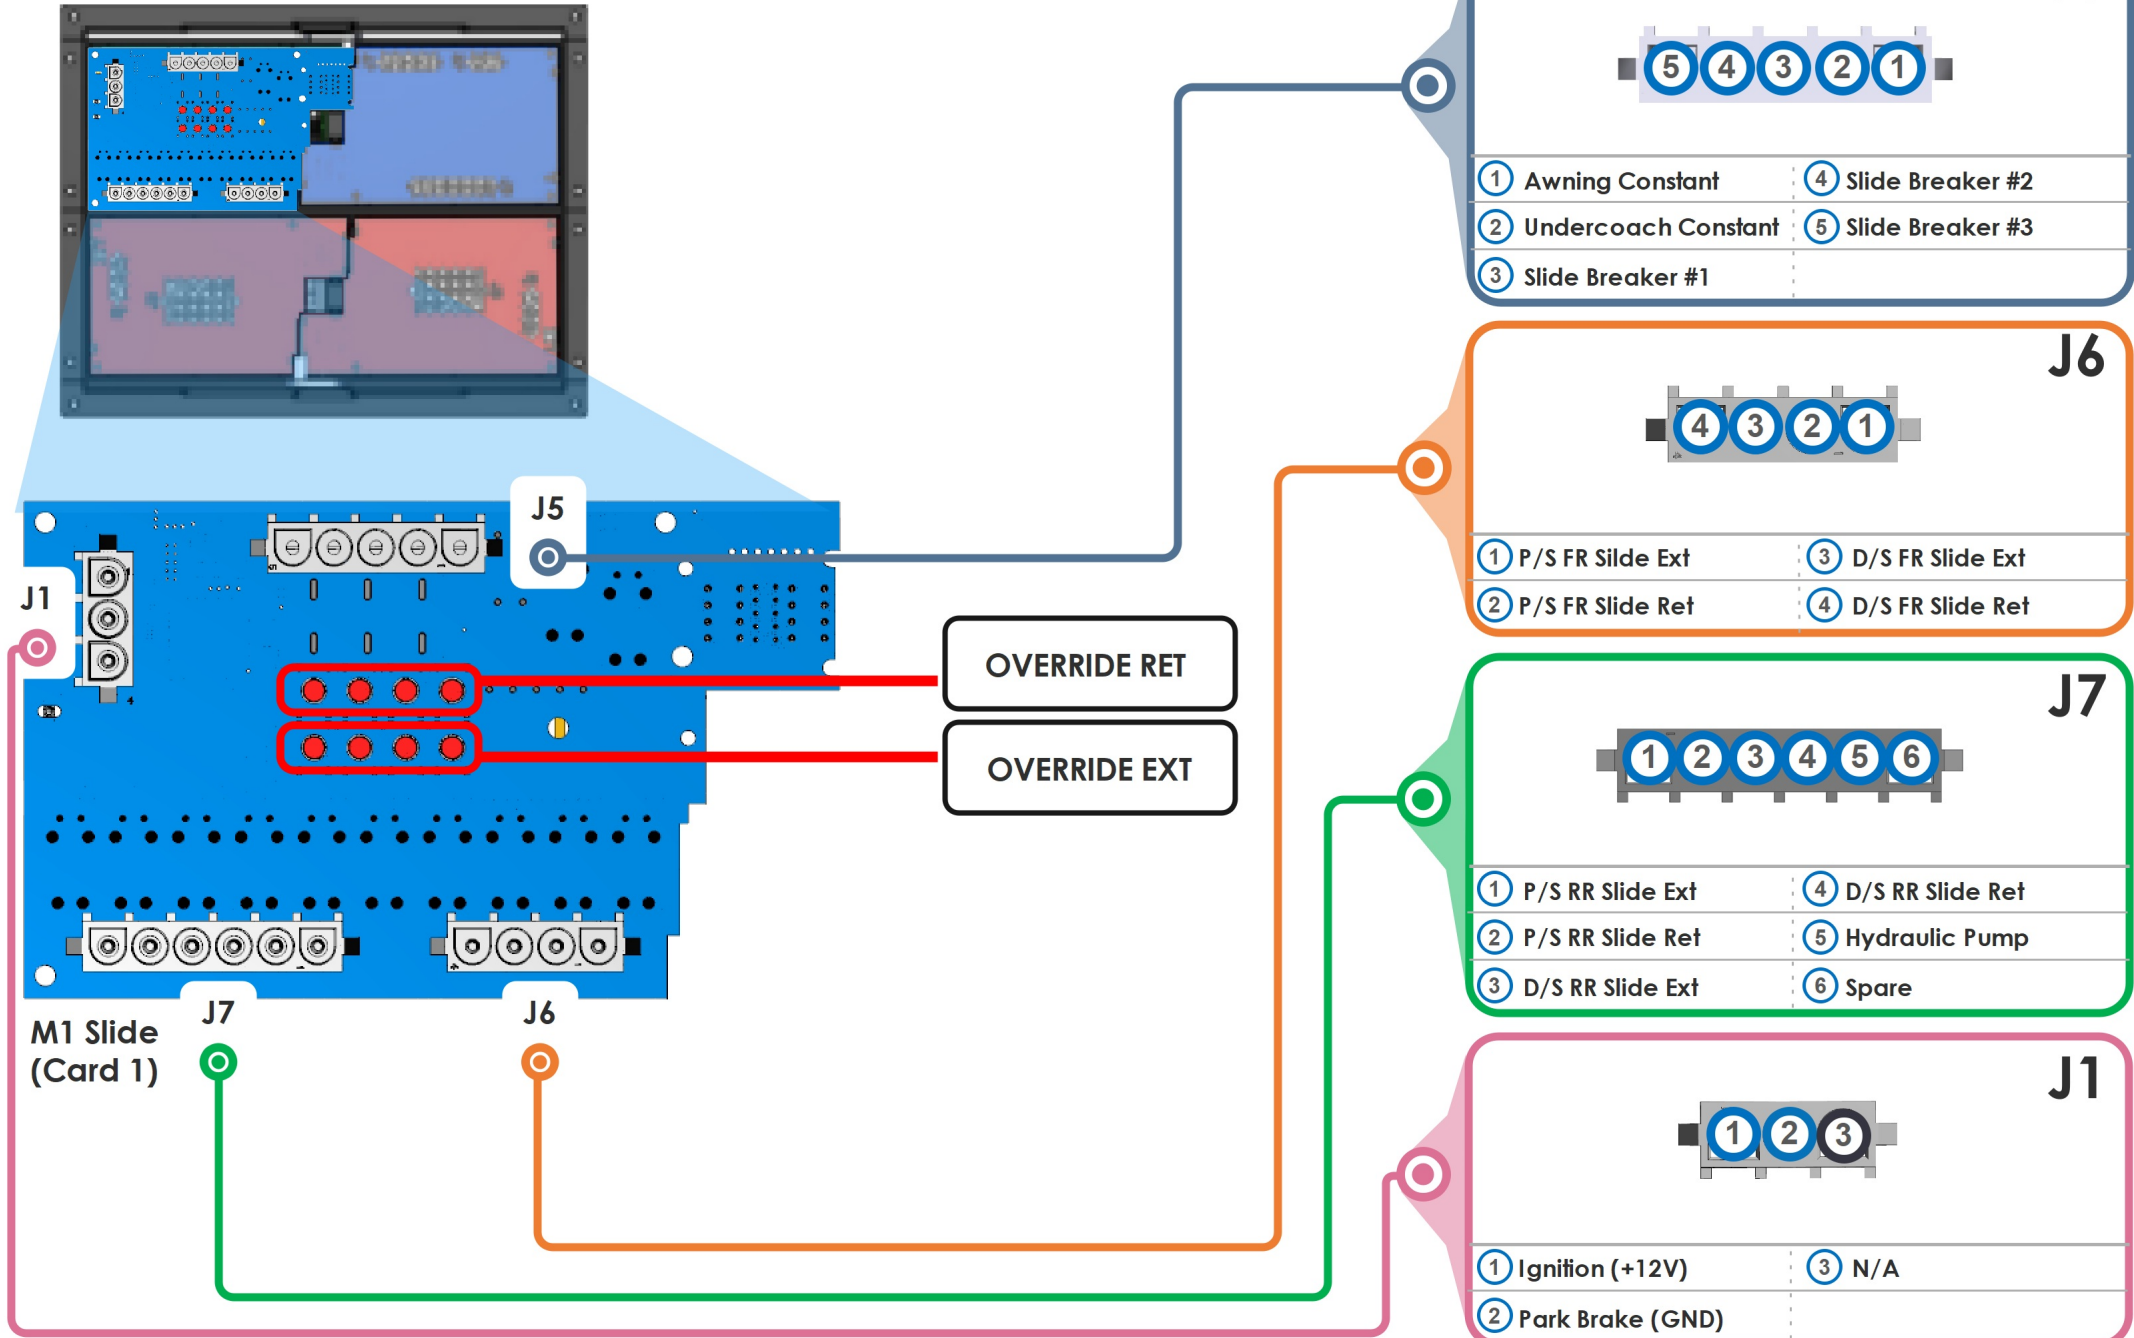 5 4 3 2 1
1 Awning Constant 4 Slide Breaker #2
2 Undercoach Constant 5 Slide Breaker #3
3 Slide Breaker #1
J6
4 3 2 1
1 P/S FR Silde Ext 3 D/S FR Slide Ext
2 P/S FR Slide Ret 4 D/S FR Slide Ret
J7
1 2 3 4 5 6
1 P/S RR Slide Ext 4 D/S RR Slide Ret
2 P/S RR Slide Ret 5 Hydraulic Pump
3 D/S RR Slide Ext 6 Spare
J1
1 2 3
1 Ignition (+12V) 3 N/A
2 Park Brake (GND)
J5
J1
OVERRIDE RET
OVERRIDE EXT
J7
J6
M1 Slide
(Card 1)